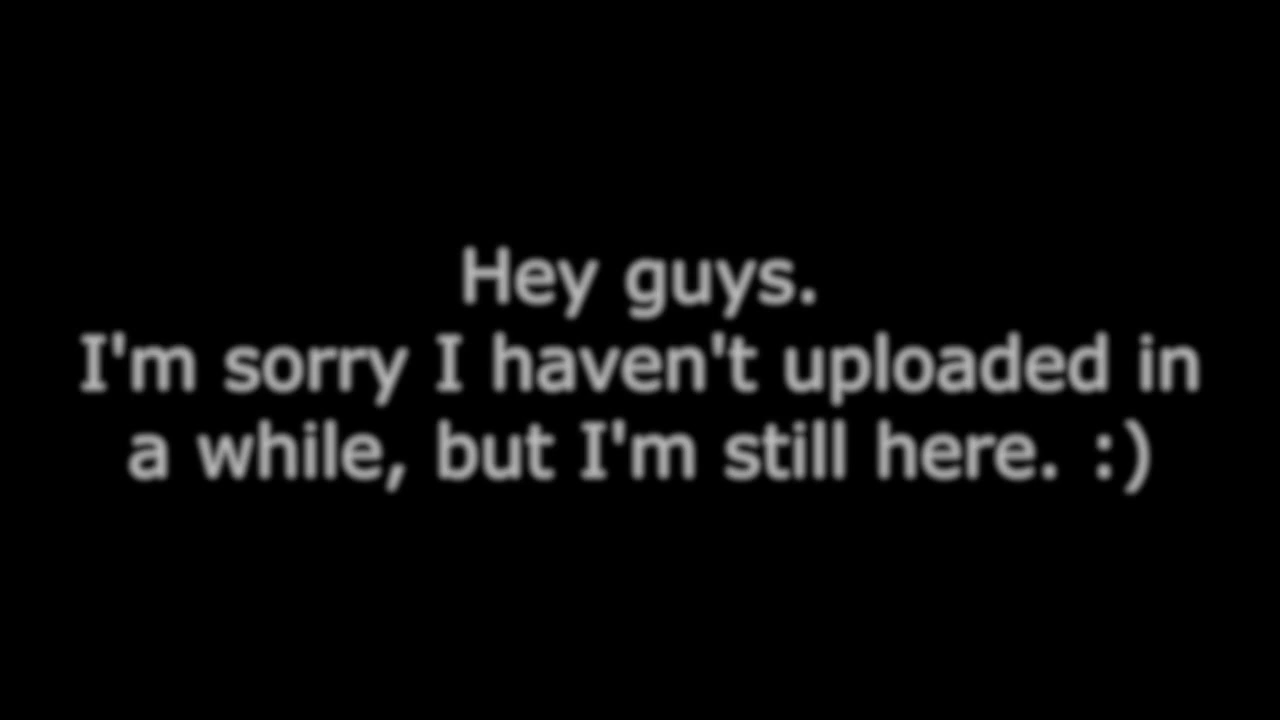 Hey guys.
I'm sorry I haven't uploaded in
a while, but I'm still here. :)